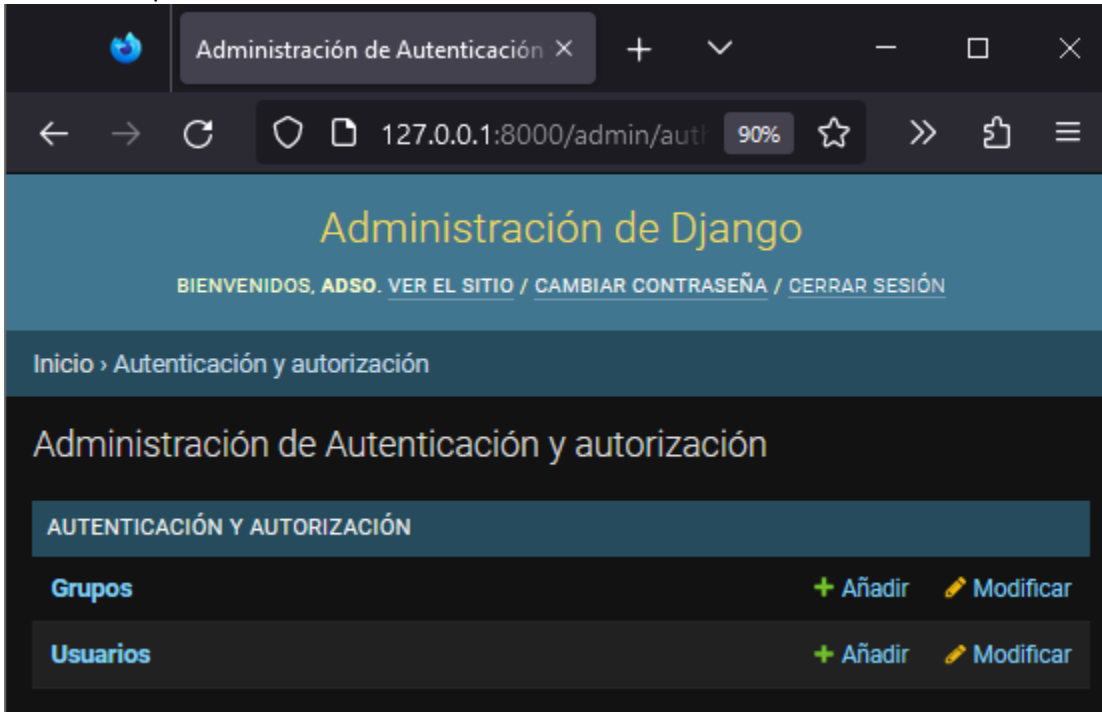 Administración de Autenticación
127.0.0.1:8000/admin/auth 90%
Administración de Django
BIENVENIDOS, ADSO. VER EL SITIO / CAMBIAR CONTRASEÑA / CERRAR SESIÓN
Inicio › Autenticación y autorización
Administración de Autenticación y autorización
AUTENTICACIÓN Y AUTORIZACIÓN
Grupos + Añadir Modificar
Usuarios + Añadir Modificar